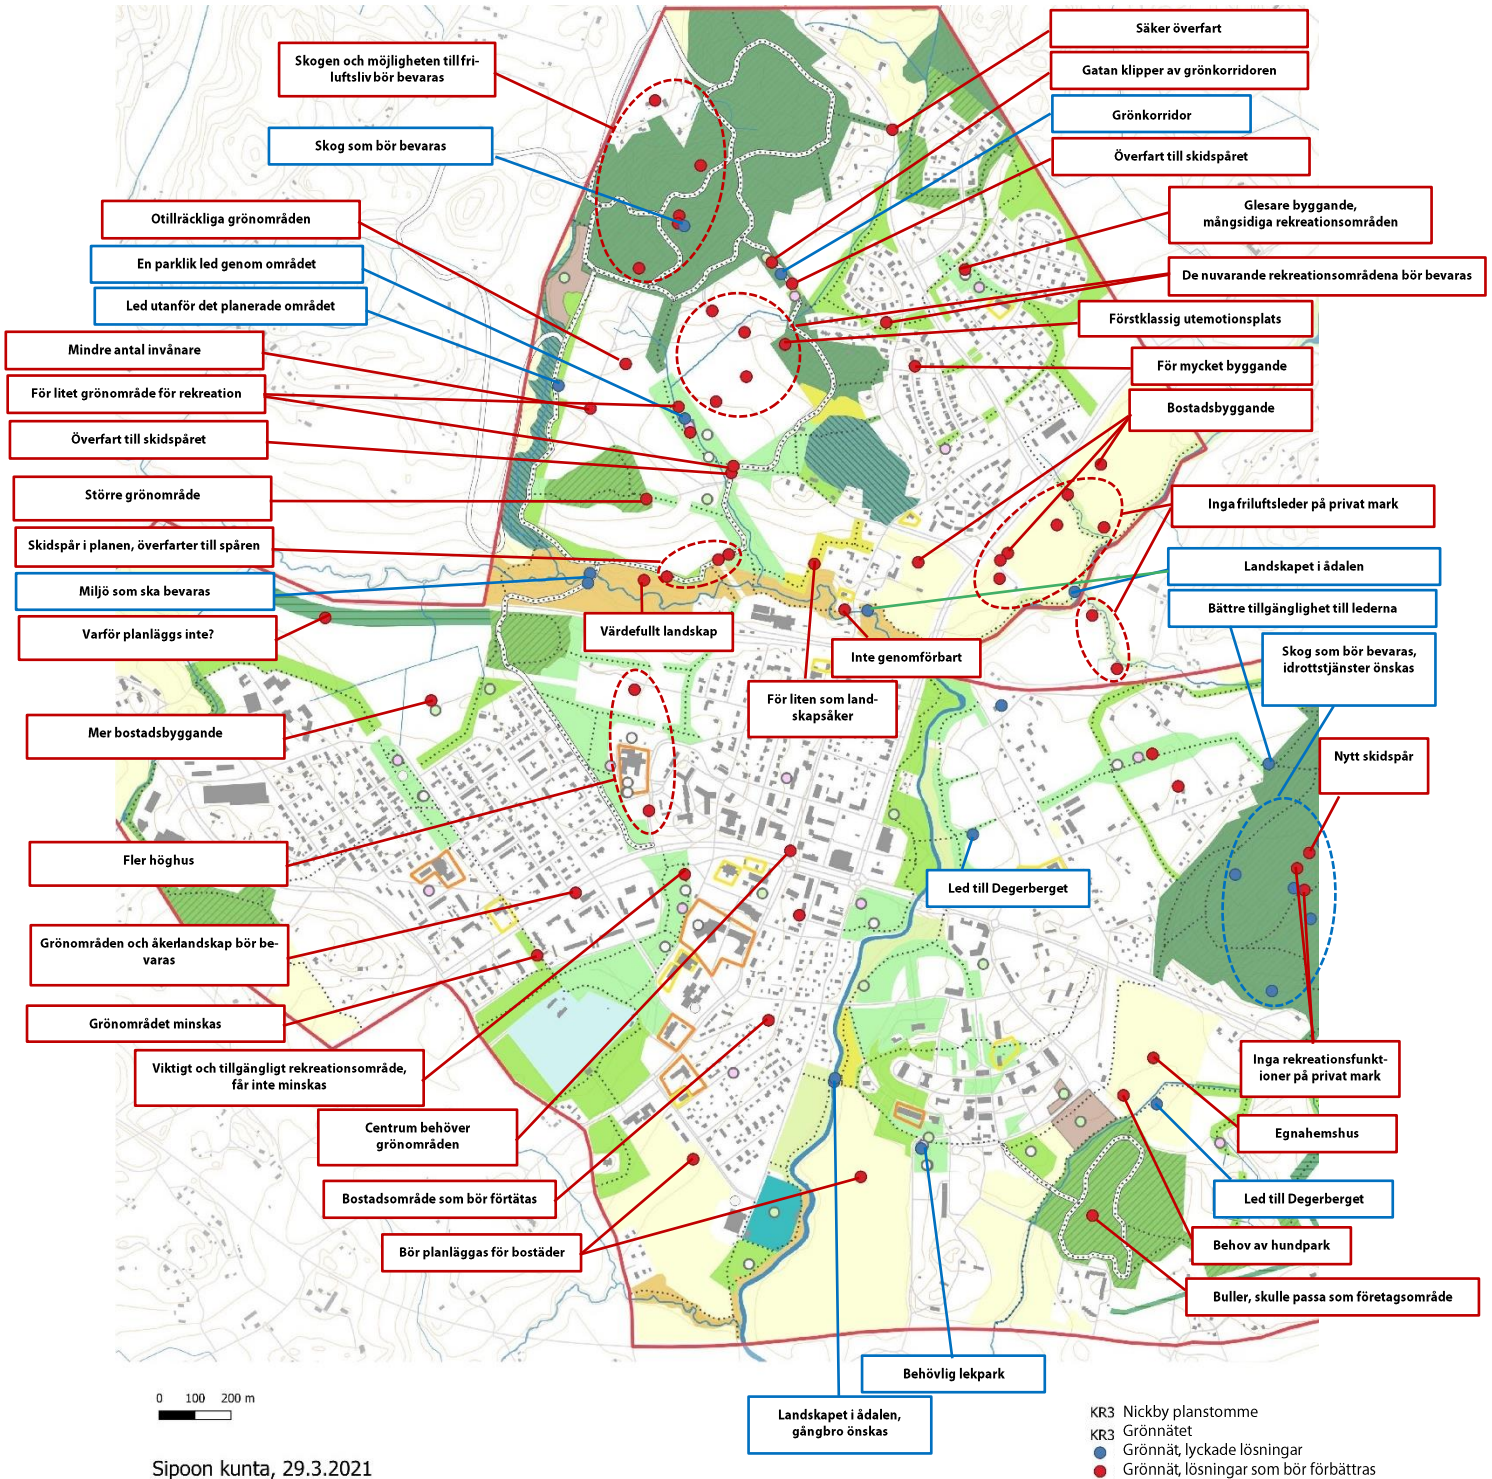 Skogen och möjligheten till fri-
luftsliv bör bevaras
Skog som bör bevaras
Otillräckliga grönområden
En parklik led genom området
Led utanför det planerade området
Mindre antal invånare
För litet grönområde för rekreation
Överfart till skidspåret
Större grönområde
Skidspår i planen, överfarter till spåren
Miljö som ska bevaras
Varför planläggs inte?
Mer bostadsbyggande
Fler höghus
Grönområden och åkerlandskap bör be-
varas
Grönområdet minskas
Viktigt och tillgängligt rekreationsområde,
får inte minskas
Centrum behöver
grönområden
Bostadsområde som bör förtätas
Bör planläggas för bostäder
Säker överfart
Gatan klipper av grönkorridoren
Grönkorridor
Överfart till skidspåret
Glesare byggande,
mångsidiga rekreationsområden
De nuvarande rekreationsområdena bör bevaras
Förstklassig utemotionsplats
För mycket byggande
Bostadsbyggande
Inga friluftsleder på privat mark
Landskapet i ådalen
Bättre tillgänglighet till lederna
Skog som bör bevaras,
idrottstjänster önskas
Nytt skidspår
Värdefullt landskap
Inte genomförbart
För liten som land-
skapsåker
Led till Degerberget
Inga rekreationsfunkt-
ioner på privat mark
Egnahemshus
Led till Degerberget
Behov av hundpark
Buller, skulle passa som företagsområde
Behövlig lekpark
Landskapet i ådalen,
gångbro önskas
0 100 200 m
Sipoon kunta, 29.3.2021
KR3 Nickby planstomme
KR3 Grönnätet
Grönnät, lyckade lösningar
Grönnät, lösningar som bör förbättras